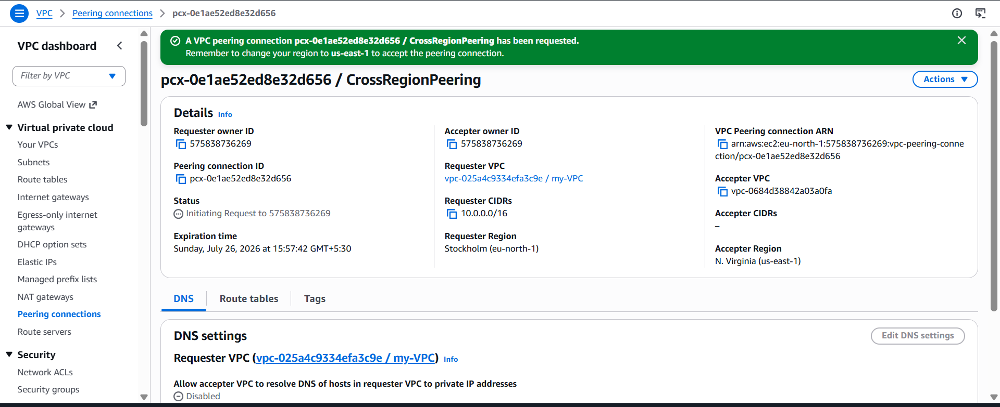 VPC > Peering connections > pcx-0e1ae52ed8e32d656
VPC dashboard
Filter by VPC
AWS Global View
Virtual private cloud
Your VPCs
Subnets
Route tables
Internet gateways
Egress-only internet
gateways
DHCP option sets
Elastic IPs
Managed prefix lists
NAT gateways
Peering connections
Route servers
Security
Network ACLs
Security groups
A VPC peering connection pcx-0e1ae52ed8e32d656 / CrossRegionPeering has been requested.
Remember to change your region to us-east-1 to accept the peering connection.
pcx-0e1ae52ed8e32d656 / CrossRegionPeering
Actions
Details Info
Requester owner ID
575838736269
Peering connection ID
pcx-0e1ae52ed8e32d656
Status
Initiating Request to 575838736269
Expiration time
Sunday, July 26, 2026 at 15:57:42 GMT+5:30
Accepter owner ID
575838736269
Requester VPC
vpc-025a4c9334efa3c9e / my-VPC
Requester CIDRs
10.0.0.0/16
Requester Region
Stockholm (eu-north-1)
VPC Peering connection ARN
arn:aws:ec2:eu-north-1:575838736269:vpc-peering-conne
ction/pcx-0e1ae52ed8e32d656
Accepter VPC
vpc-0684d38842a03a0fa
Accepter CIDRs
–
Accepter Region
N. Virginia (us-east-1)
DNS
Route tables
Tags
DNS settings
Edit DNS settings
Requester VPC (vpc-025a4c9334efa3c9e / my-VPC) Info
Allow accepter VPC to resolve DNS of hosts in requester VPC to private IP addresses
Disabled